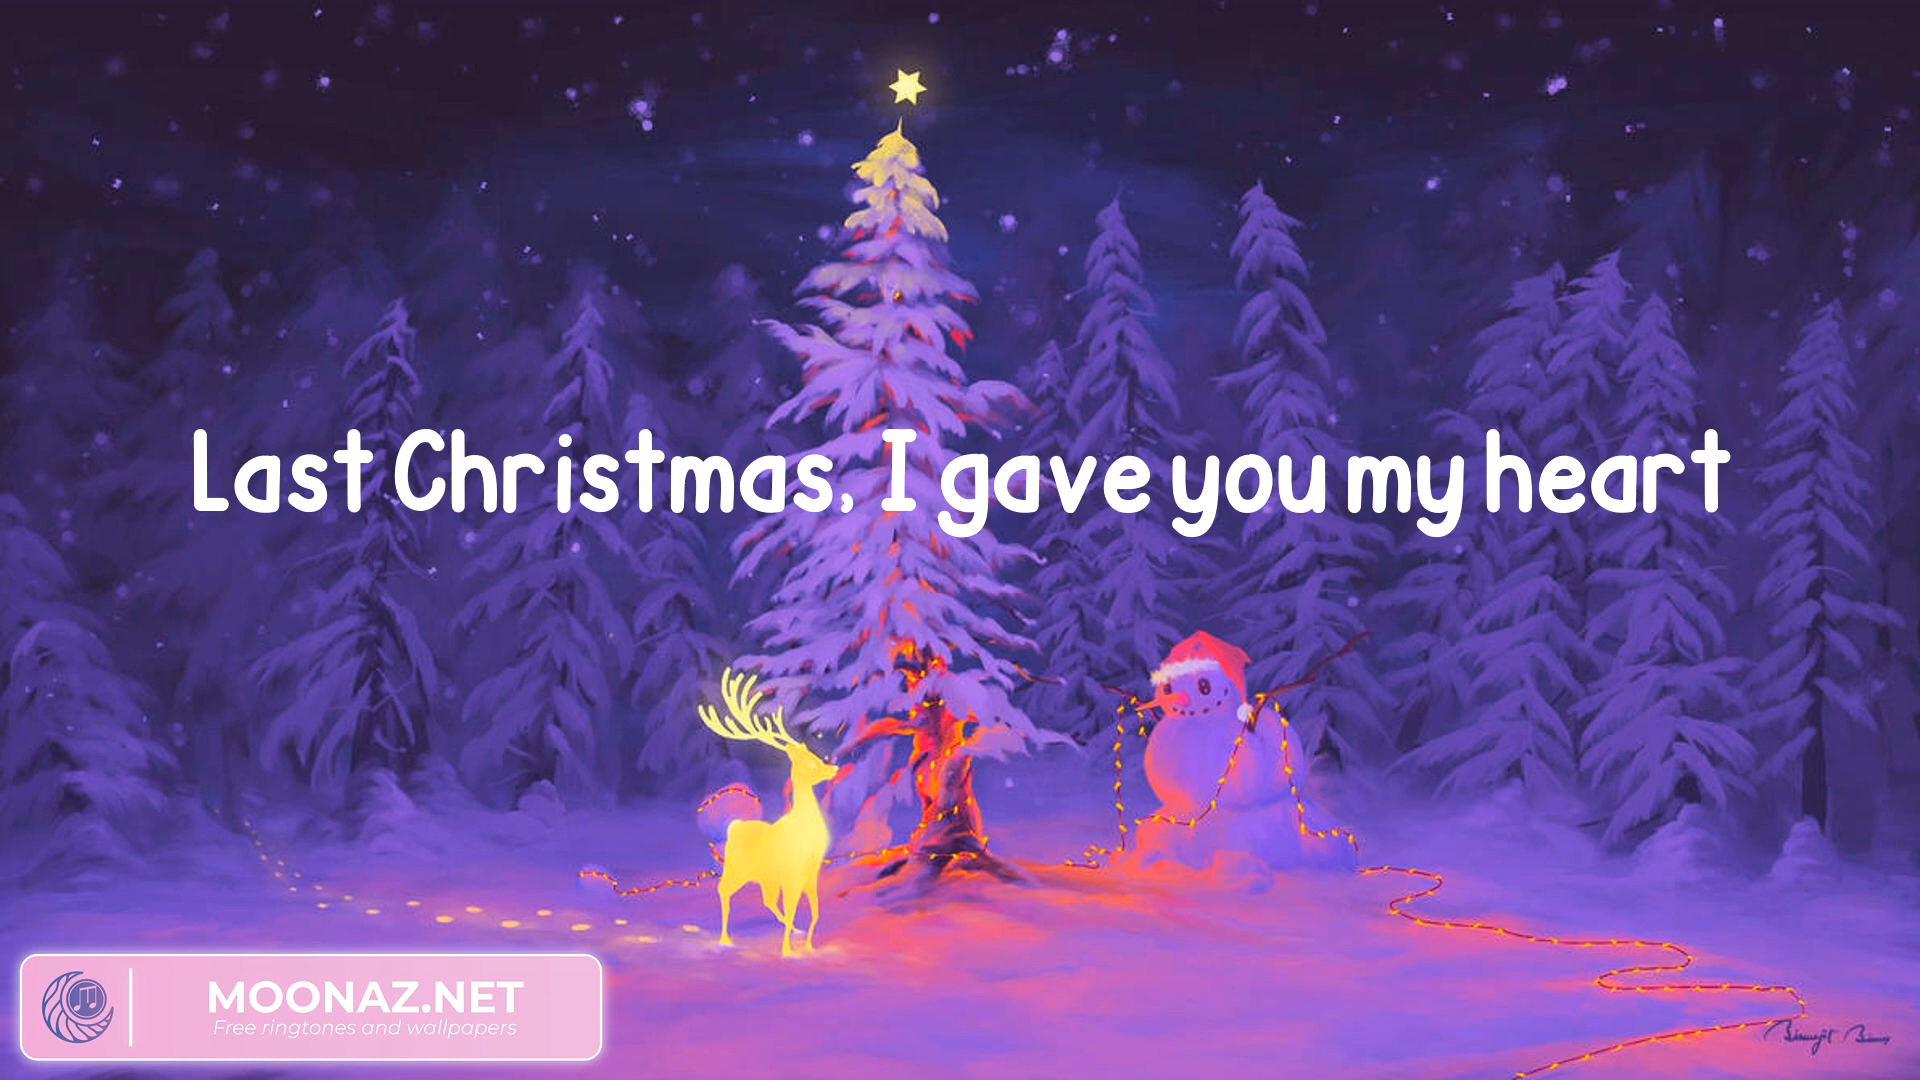 Last Christmas, I gave you my heart
MOONAZ.NET
Free ringtones and wallpapers